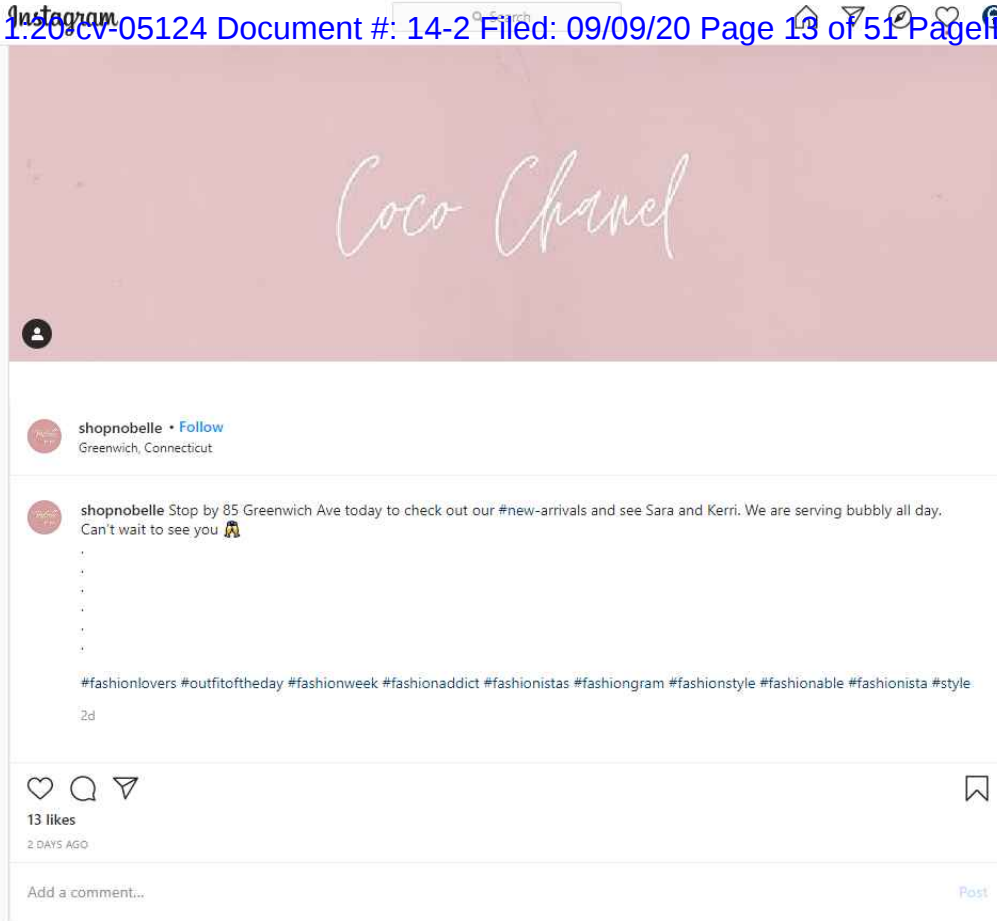 Instagram
Search
1:20-cv-05124 Document #: 14-2 Filed: 09/09/20 Page 13 of 51
Coco Chanel
shopnobelle • Follow
Greenwich, Connecticut
shopnobelle Stop by 85 Greenwich Ave today to check out our #new-arrivals and see Sara and Kerri. We are serving bubbly all day.
Can't wait to see you 🥂
.
.
.
.
.
.
#fashionlovers #outfitoftheday #fashionweek #fashionaddict #fashionistas #fashiongram #fashionstyle #fashionable #fashionista #style
2d
13 likes
2 DAYS AGO
Add a comment...
Post